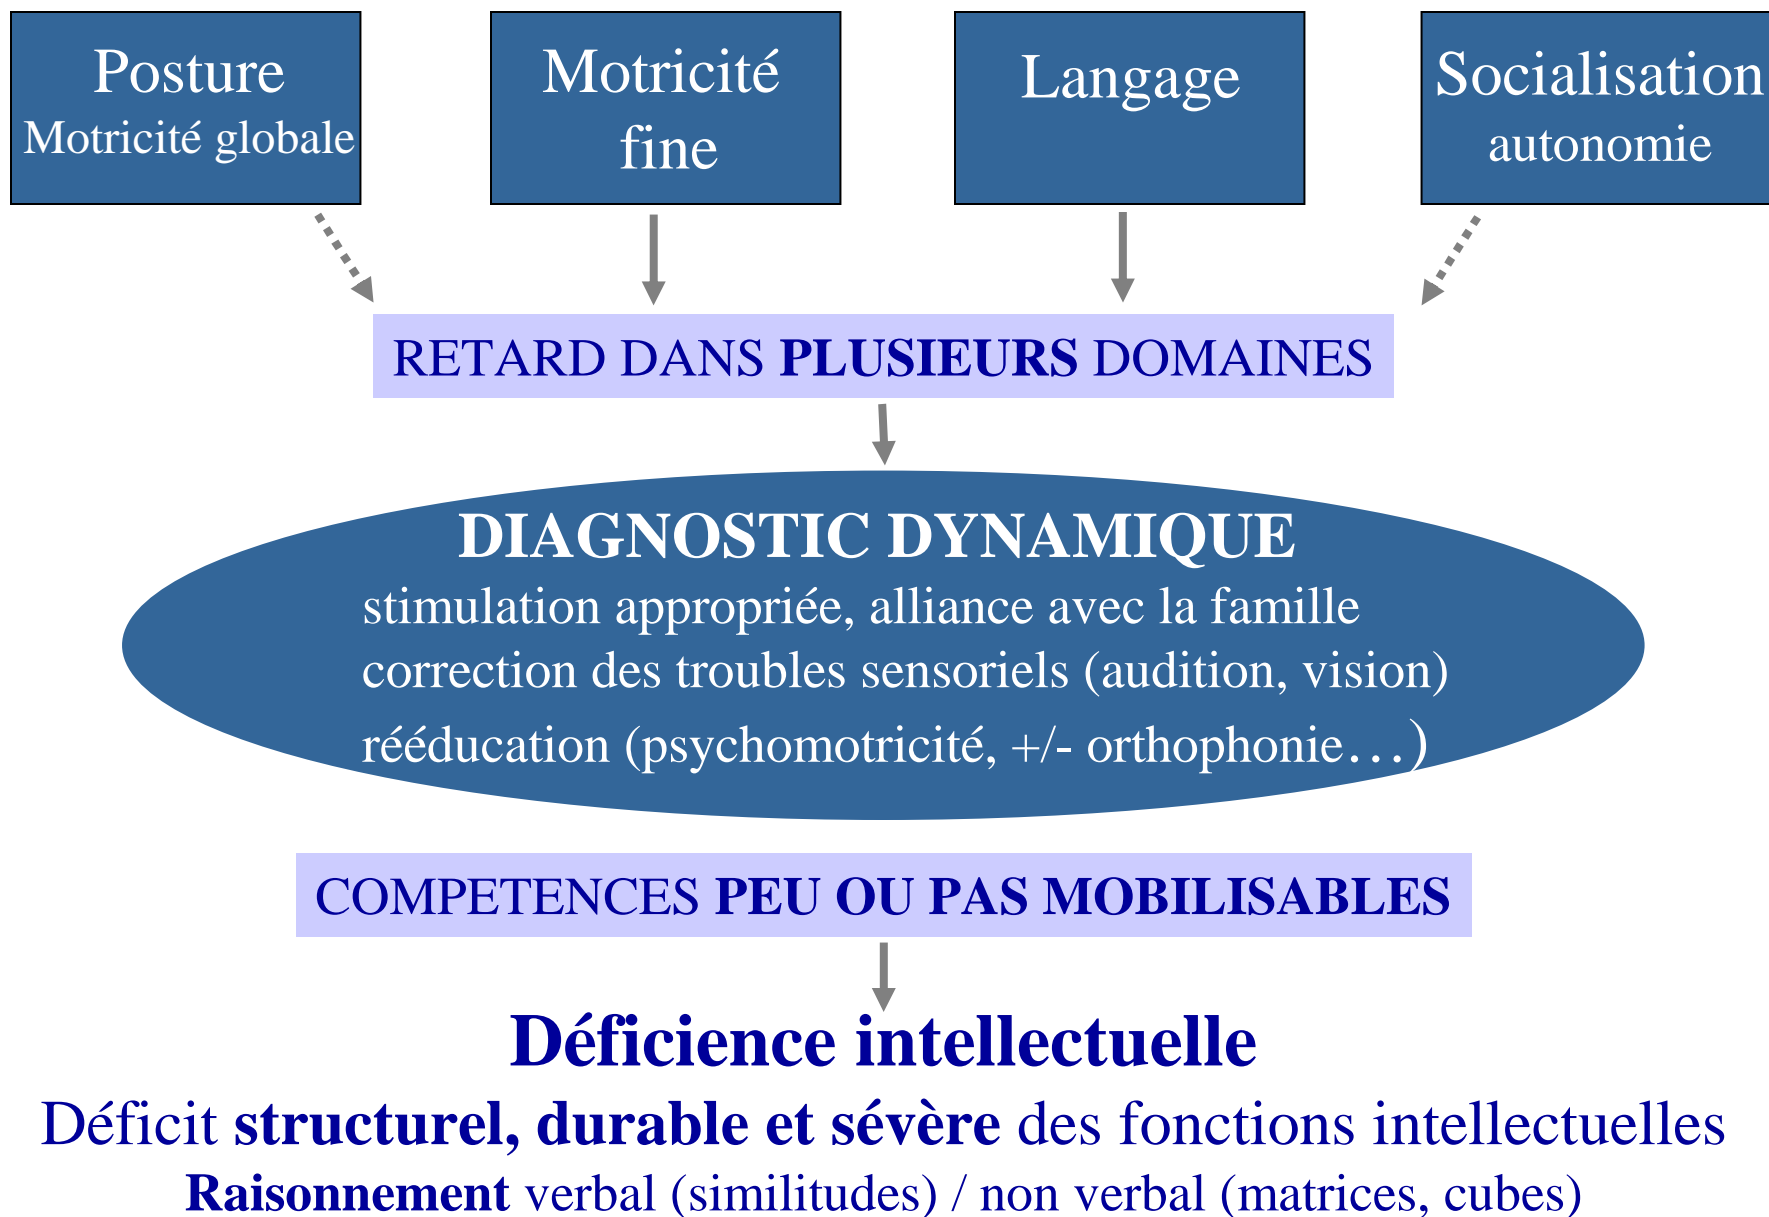 Posture
Motricité globale
Motricité
fine
Langage
Socialisation
autonomie
RETARD DANS PLUSIEURS DOMAINES
DIAGNOSTIC DYNAMIQUE
stimulation appropriée, alliance avec la famille
correction des troubles sensoriels (audition, vision)
rééducation (psychomotricité, +/- orthophonie…)
COMPETENCES PEU OU PAS MOBILISABLES
Déficience intellectuelle
Déficit structurel, durable et sévère des fonctions intellectuelles
Raisonnement verbal (similitudes) / non verbal (matrices, cubes)